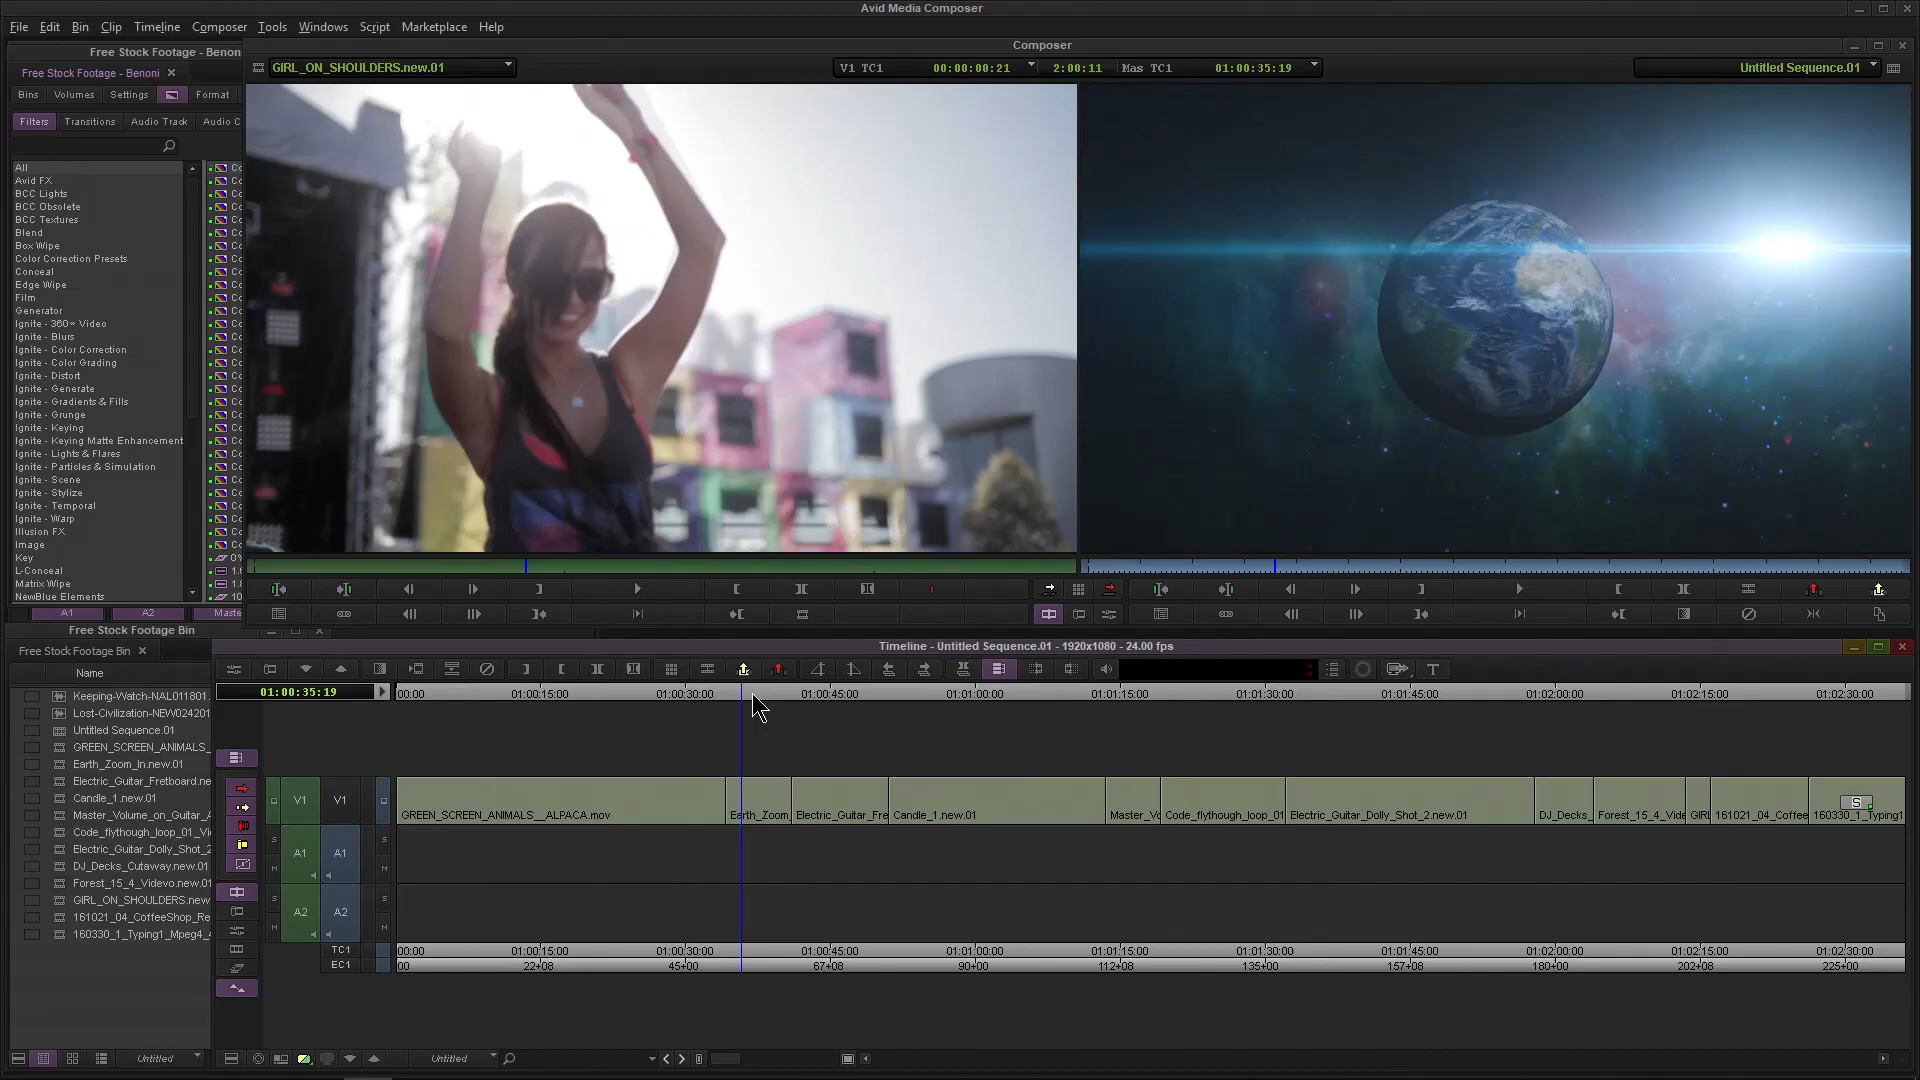 Avid Media Composer
File Edit Bin Clip Timeline Composer Tools Windows Script Marketplace Help
Free Stock Footage - Benoni
Composer
Free Stock Footage - Benoni
GIRL_ON_SHOULDERS.new.01
V1 TC1 00:00:00:21 2:00:11 Mas TC1 01:00:35:19
Untitled Sequence.01
Bins Volumes Settings Format
Filters Transitions Audio Track Audio C
All
Avid FX
BCC Lights
BCC Obsolete
BCC Textures
Blend
Box Wipe
Color Correction Presets
Conceal
Edge Wipe
Film
Generator
Ignite - 360° Video
Ignite - Blurs
Ignite - Color Correction
Ignite - Color Grading
Ignite - Distort
Ignite - Generate
Ignite - Gradients & Fills
Ignite - Grunge
Ignite - Keying
Ignite - Keying Matte Enhancement
Ignite - Lights & Flares
Ignite - Particles & Simulation
Ignite - Scene
Ignite - Stylize
Ignite - Temporal
Ignite - Warp
Illusion FX
Image
Key
L-Conceal
Matrix Wipe
NewBlue Elements
A1 A2 Maste
Free Stock Footage Bin
Timeline - Untitled Sequence.01 - 1920x1080 - 24.00 fps
Free Stock Footage Bin
Name
01:00:35:19
00:00 01:00:15:00 01:00:30:00 01:00:45:00 01:01:00:00 01:01:15:00 01:01:30:00 01:01:45:00 01:02:00:00 01:02:15:00 01:02:30:00
Keeping-Watch-NAL011801
Lost-Civilization-NEW024201
Untitled Sequence.01
GREEN_SCREEN_ANIMALS_
Earth_Zoom_In.new.01
Electric_Guitar_Fretboard.ne
Candle_1.new.01
Master_Volume_on_Guitar_A
Code_flythough_loop_01_Vi
Electric_Guitar_Dolly_Shot_2
DJ_Decks_Cutaway.new.01
Forest_15_4_Videvo.new.01
GIRL_ON_SHOULDERS.new
161021_04_CoffeeShop_Re
160330_1_Typing1_Mpeg4_
V1 V1
GREEN_SCREEN_ANIMALS__ALPACA.mov Earth_Zoom_ Electric_Guitar_Fre Candle_1.new.01 Master_Vo Code_flythough_loop_01 Electric_Guitar_Dolly_Shot_2.new.01 DJ_Decks_ Forest_15_4_Vide GIRL 161021_04_Coffee 160330_1_Typing1
S
S A1 A1 S
M M
S A2 A2 S
M M
TC1 00:00 01:00:15:00 01:00:30:00 01:00:45:00 01:01:00:00 01:01:15:00 01:01:30:00 01:01:45:00 01:02:00:00 01:02:15:00 01:02:30:00
EC1 00 22+08 45+00 67+08 90+00 112+08 135+00 157+08 180+00 202+08 225+00
Untitled
Untitled